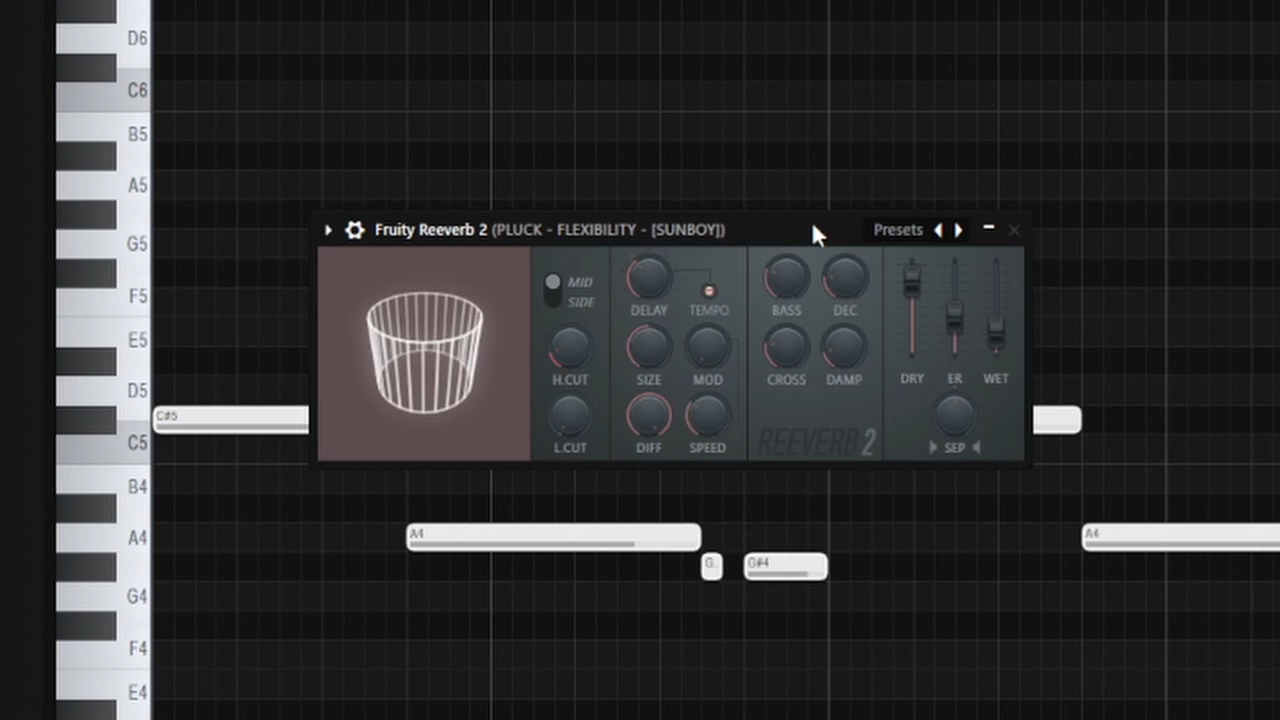 D6
C6
B5
A5
G5
F5
E5
D5
C5
B4
A4
G4
F4
E4
Fruity Reeverb 2 (PLUCK - FLEXIBILITY - [SUNBOY])
Presets
MID
SIDE
H.CUT
L.CUT
DELAY
TEMPO
SIZE
MOD
DIFF
SPEED
BASS
DEC
CROSS
DAMP
REEVERB 2
DRY
ER
WET
SEP
C#5
A4
G..
G#4
A4